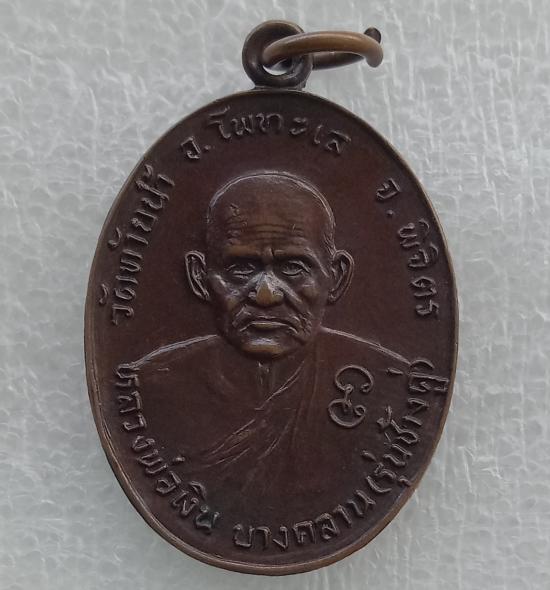 วัดท้ายน้ำ อ.โพทะเล จ.พิจิตร
หลวงพ่อเงิน บางคลาน (รุ่นช้างคู่)